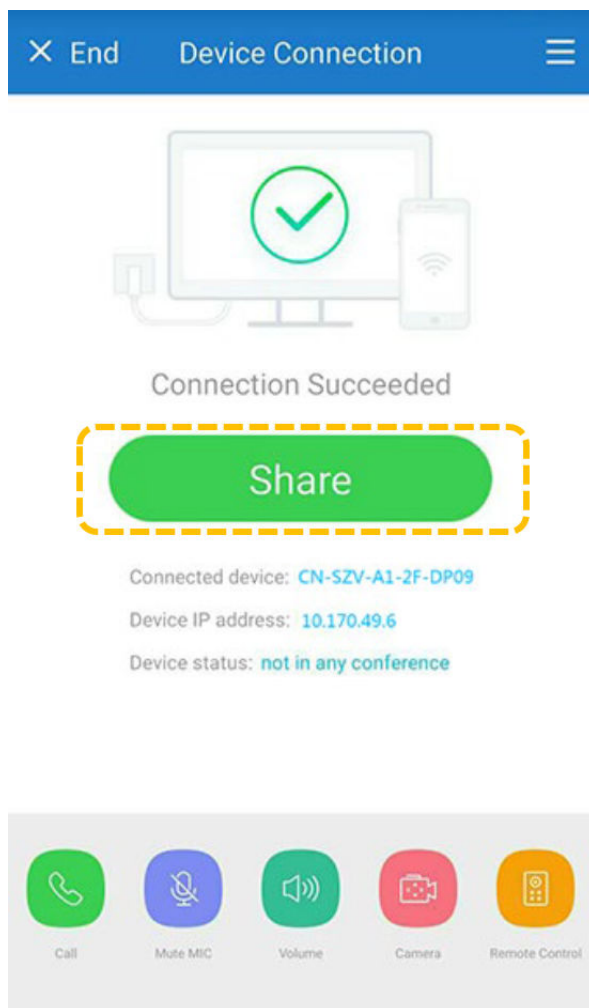 × End Device Connection
Connection Succeeded
Share
Connected device: CN-SZV-A1-2F-DP09
Device IP address: 10.170.49.6
Device status: not in any conference
Call Mute MIC Volume Camera Remote Control